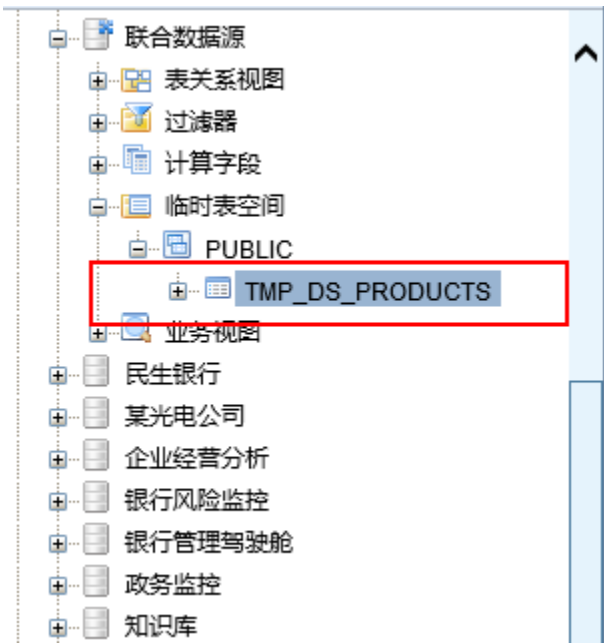 联合数据源
表关系视图
过滤器
计算字段
临时表空间
PUBLIC
TMP_DS_PRODUCTS
业务视图
民生银行
某光电公司
企业经营分析
银行风险监控
银行管理驾驶舱
政务监控
知识库